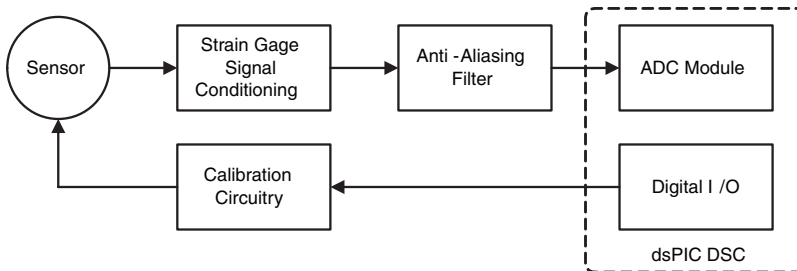 Sensor
Strain Gage
Signal
Conditioning
Anti -Aliasing
Filter
ADC Module
Calibration
Circuitry
Digital I /O
dsPIC DSC